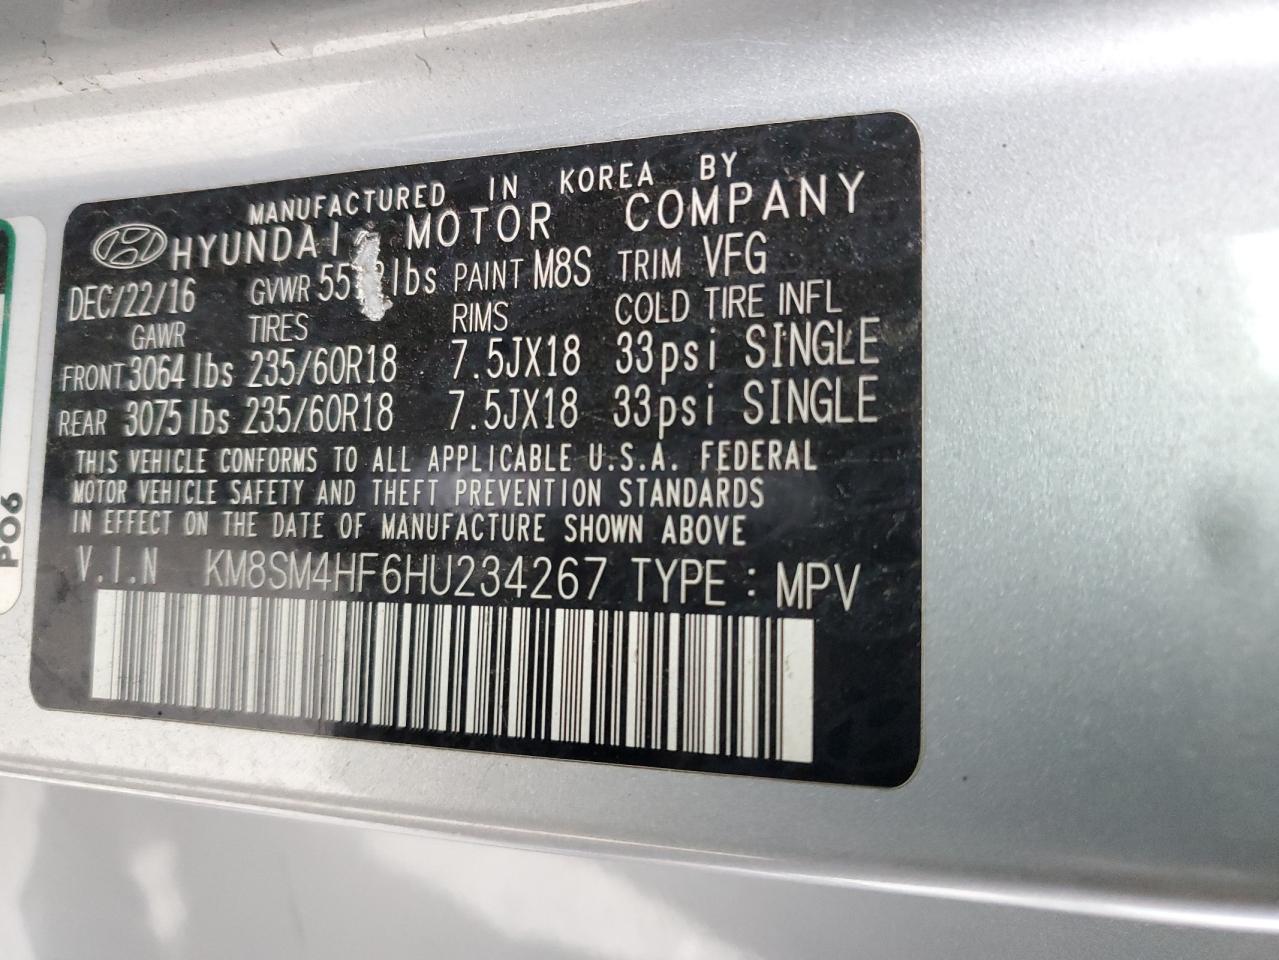 MANUFACTURED IN KOREA BY
HYUNDAI MOTOR COMPANY
DEC/22/16 GVWR lbs PAINT M8S TRIM VFG
GAWR TIRES RIMS COLD TIRE INFL
FRONT 3064 lbs 235/60R18 7.5JX18 33psi SINGLE
REAR 3075 lbs 235/60R18 7.5JX18 33psi SINGLE
THIS VEHICLE CONFORMS TO ALL APPLICABLE U.S.A. FEDERAL
MOTOR VEHICLE SAFETY AND THEFT PREVENTION STANDARDS
IN EFFECT ON THE DATE OF MANUFACTURE SHOWN ABOVE
V.I.N KM8SM4HF6HU234267 TYPE : MPV
PO6